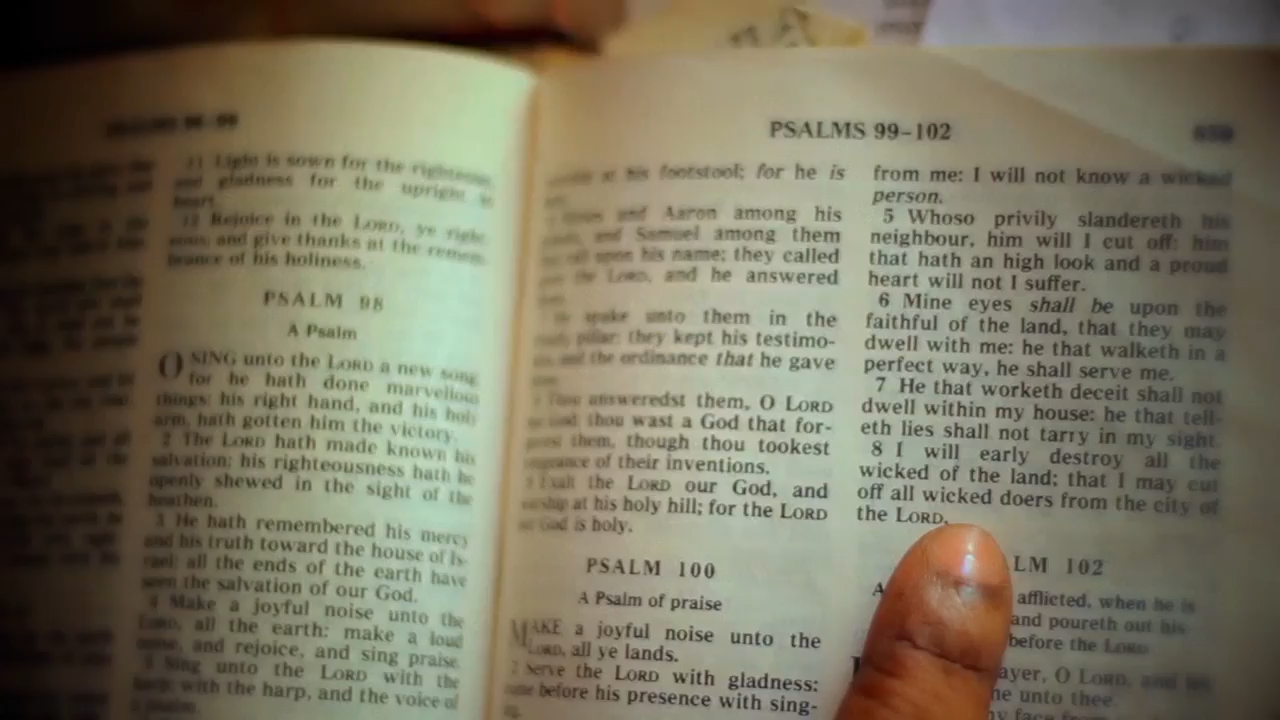 11 Light is sown for the righteous,
and gladness for the upright in
heart.
12 Rejoice in the LORD, ye right-
eous; and give thanks at the remem-
brance of his holiness.
PSALM 98
A Psalm
O SING unto the LORD a new song
for he hath done marvellous
things: his right hand, and his holy
arm, hath gotten him the victory.
2 The LORD hath made known his
salvation: his righteousness hath he
openly shewed in the sight of the
heathen.
3 He hath remembered his mercy
and his truth toward the house of Is-
rael: all the ends of the earth have
seen the salvation of our God.
4 Make a joyful noise unto the
LORD, all the earth: make a loud
noise, and rejoice, and sing praise.
5 Sing unto the LORD with the
harp; with the harp, and the voice of
a psalm.
PSALMS 99-102
at his footstool; for he is
and Aaron among his
and Samuel among them
upon his name; they called
the LORD, and he answered
He spake unto them in the
pillar: they kept his testimo-
and the ordinance that he gave
Thou answeredst them, O LORD
God: thou wast a God that for-
them, though thou tookest
of their inventions.
Exalt the LORD our God, and
worship at his holy hill; for the LORD
God is holy.
PSALM 100
A Psalm of praise
MAKE a joyful noise unto the
LORD, all ye lands.
2 Serve the LORD with gladness:
come before his presence with sing-
from me: I will not know a wicked
person.
5 Whoso privily slandereth his
neighbour, him will I cut off: him
that hath an high look and a proud
heart will not I suffer.
6 Mine eyes shall be upon the
faithful of the land, that they may
dwell with me: he that walketh in a
perfect way, he shall serve me.
7 He that worketh deceit shall not
dwell within my house: he that tell-
eth lies shall not tarry in my sight.
8 I will early destroy all the
wicked of the land; that I may cut
off all wicked doers from the city of
the LORD.
LM 102
A afflicted, when he is
and poureth out his
before the LORD
ayer, O LORD, and let
ne unto thee.
my face from